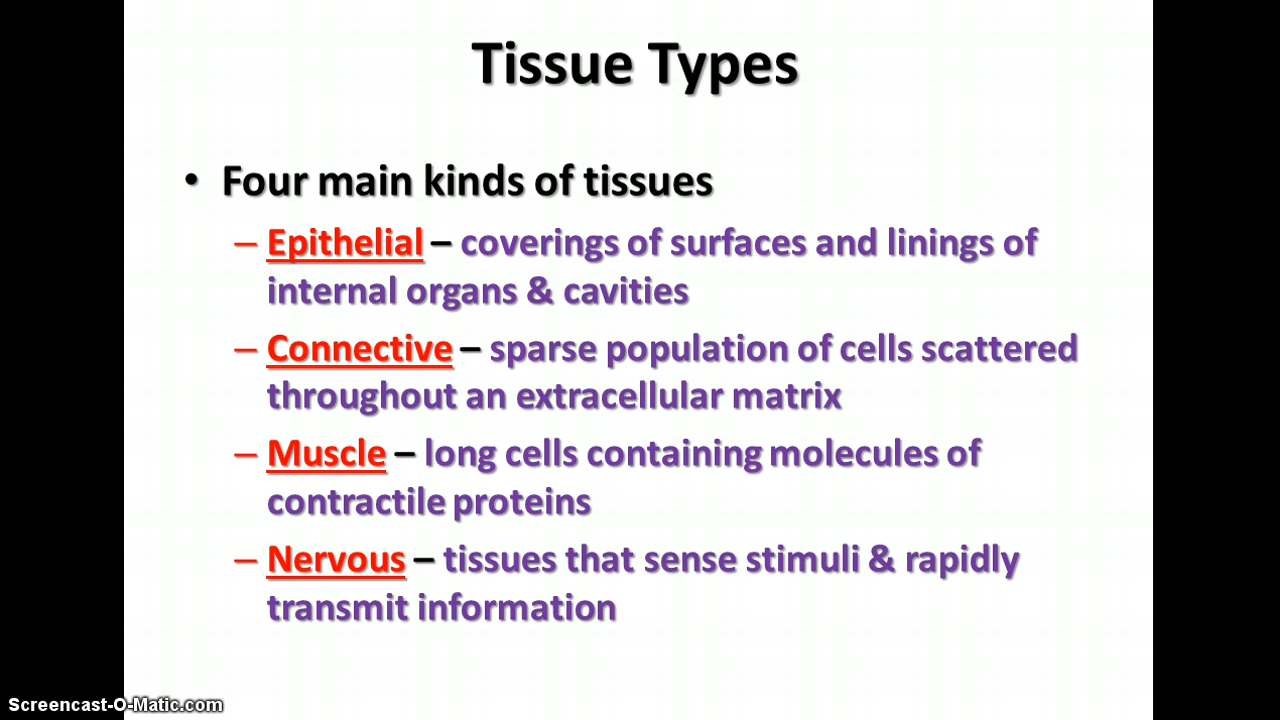 Tissue Types
• Four main kinds of tissues
– Epithelial – coverings of surfaces and linings of
internal organs & cavities
– Connective – sparse population of cells scattered
throughout an extracellular matrix
– Muscle – long cells containing molecules of
contractile proteins
– Nervous – tissues that sense stimuli & rapidly
transmit information
Screencast-O-Matic.com